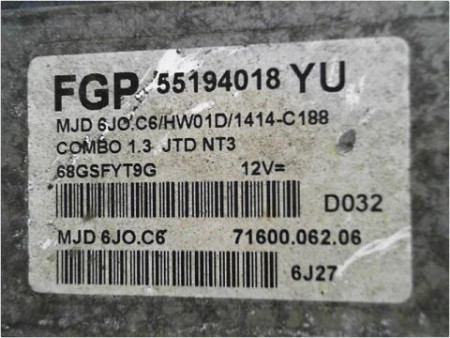 FGP 55194018 YU
MJD 6JO.C6/HW01D/1414-C188
COMBO 1.3 JTD NT3
68GSFYT9G 12V=
D032
MJD 6JO.C6 71600.062.06
6J27